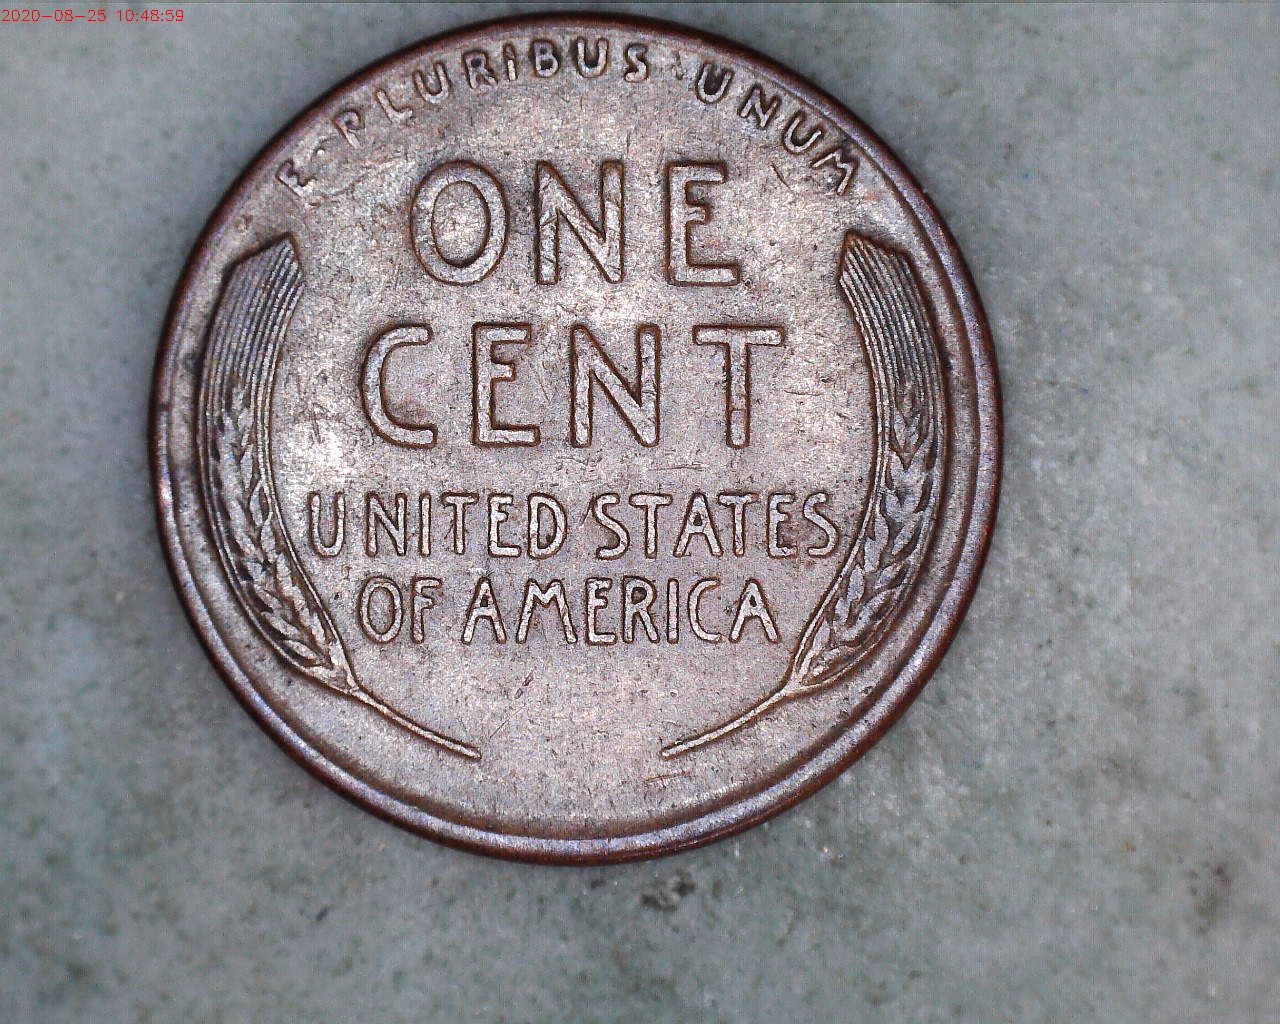 2020-08-25 10:48:59
E·PLURIBUS·UNUM
ONE
CENT
UNITED STATES
OF AMERICA